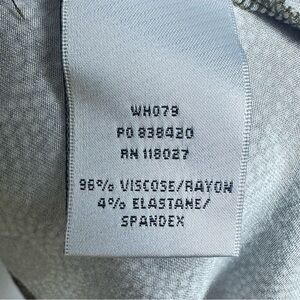 WH079
PO 838420
RN 118027
96% VISCOSE/RAYON
4% ELASTANE/
SPANDEX